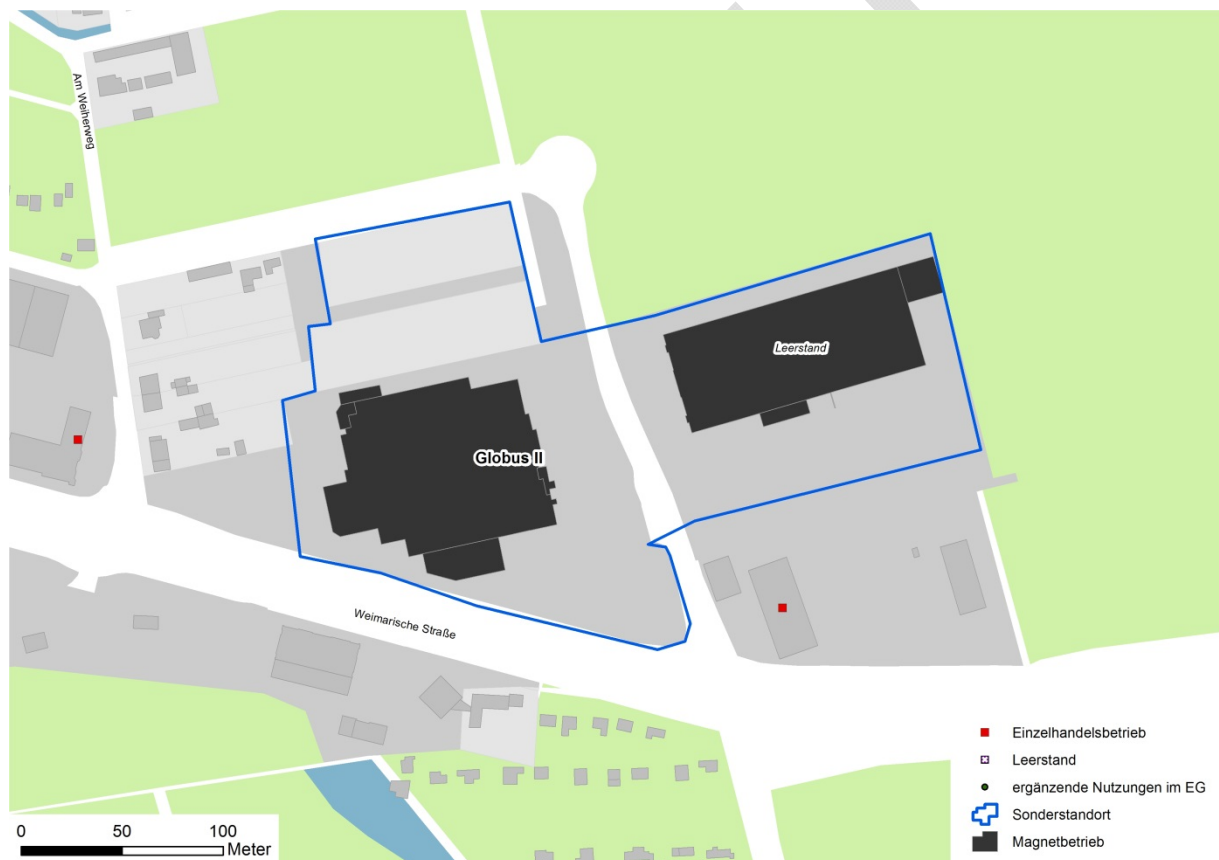 Am Weiherweg
Leerstand
Globus II
Weimarische Straße
Einzelhandelsbetrieb
Leerstand
ergänzende Nutzungen im EG
Sonderstandort
Magnetbetrieb
0 50 100
Meter